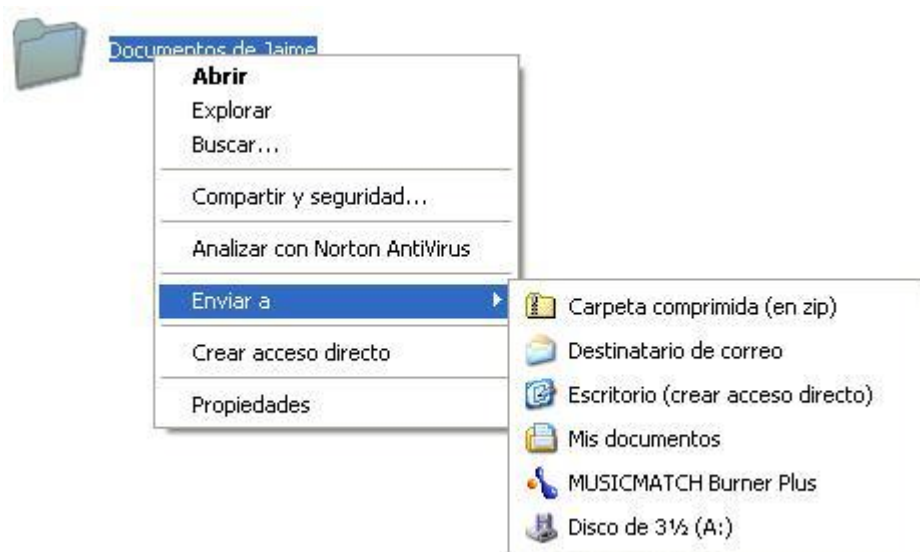 Documentos de Jaime
Abrir
Explorar
Buscar...
Compartir y seguridad...
Analizar con Norton AntiVirus
Enviar a
Crear acceso directo
Propiedades
Carpeta comprimida (en zip)
Destinatario de correo
Escritorio (crear acceso directo)
Mis documentos
MUSICMATCH Burner Plus
Disco de 3½ (A:)